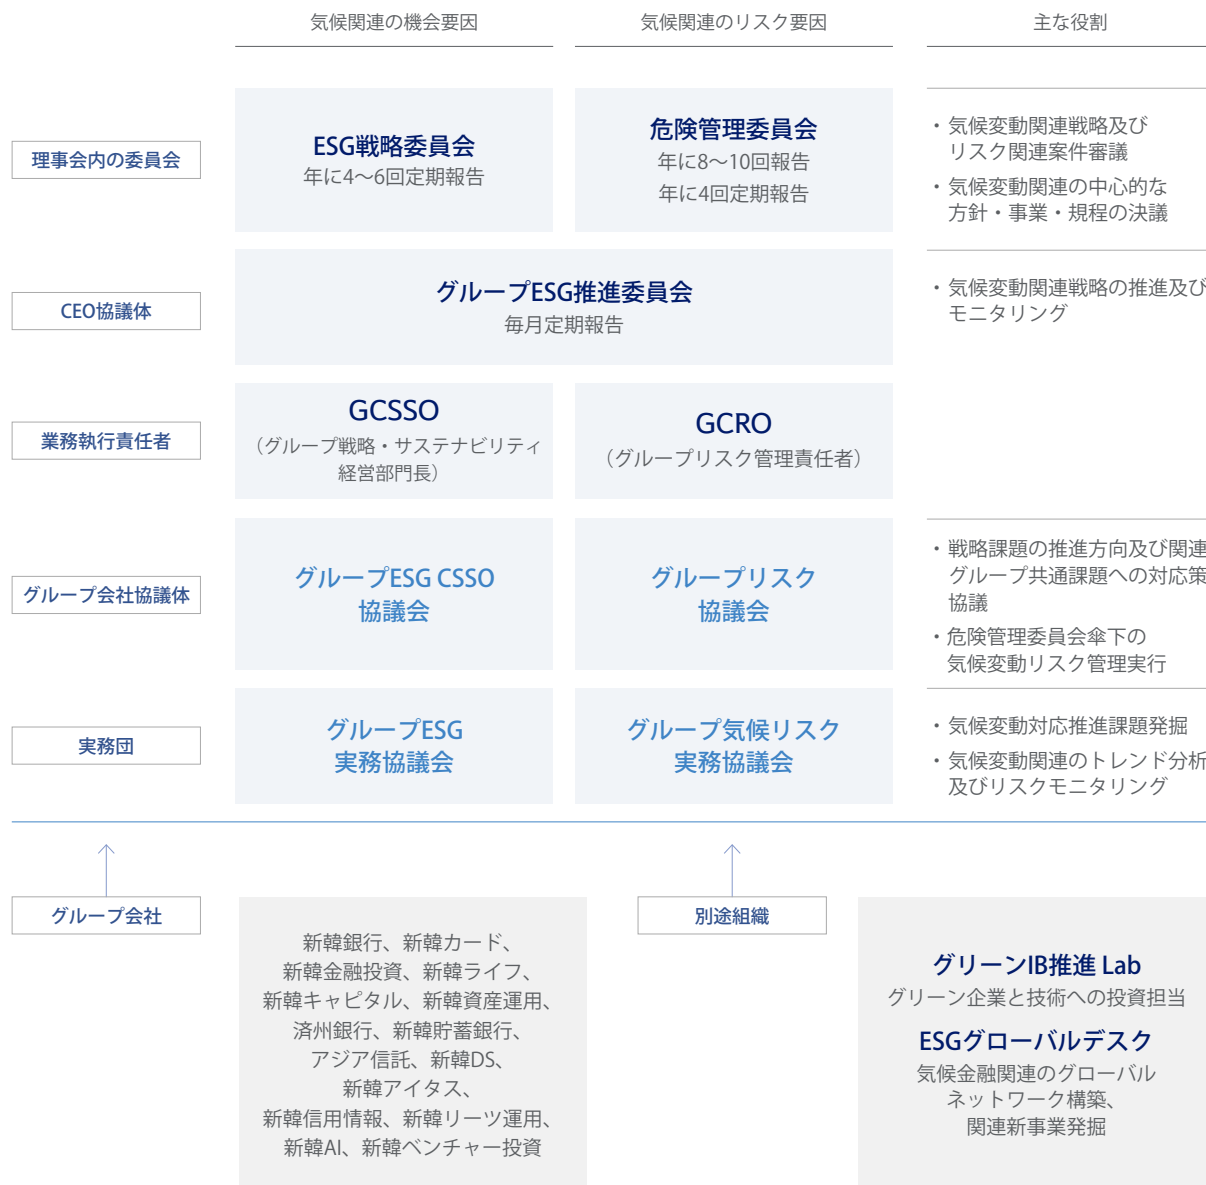 気候関連の機会要因
気候関連のリスク要因
主な役割
理事会内の委員会
ESG戦略委員会
年に4〜6回定期報告
危険管理委員会
年に8〜10回報告
年に4回定期報告
・気候変動関連戦略及び
リスク関連案件審議
・気候変動関連の中心的な
方針・事業・規程の決議
CEO協議体
グループESG推進委員会
毎月定期報告
・気候変動関連戦略の推進及び
モニタリング
業務執行責任者
GCSSO
（グループ戦略・サステナビリティ
経営部門長）
GCRO
（グループリスク管理責任者）
グループ会社協議体
グループESG CSSO
協議会
グループリスク
協議会
・戦略課題の推進方向及び関連
グループ共通課題への対応策
協議
・危険管理委員会傘下の
気候変動リスク管理実行
実務団
グループESG
実務協議会
グループ気候リスク
実務協議会
・気候変動対応推進課題発掘
・気候変動関連のトレンド分析
及びリスクモニタリング
グループ会社
新韓銀行、新韓カード、
新韓金融投資、新韓ライフ、
新韓キャピタル、新韓資産運用、
済州銀行、新韓貯蓄銀行、
アジア信託、新韓DS、
新韓アイタス、
新韓信用情報、新韓リーツ運用、
新韓AI、新韓ベンチャー投資
別途組織
グリーンIB推進 Lab
グリーン企業と技術への投資担当
ESGグローバルデスク
気候金融関連のグローバル
ネットワーク構築、
関連新事業発掘